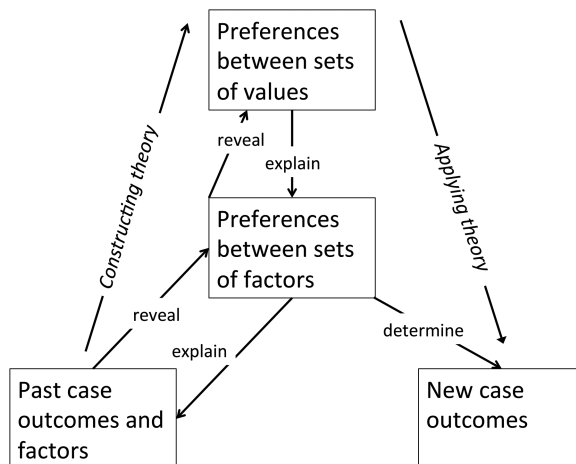 Preferences
between sets
of values
reveal
explain
Constructing theory
Applying theory
Preferences
between sets
of factors
reveal
explain
determine
Past case
outcomes and
factors
New case
outcomes